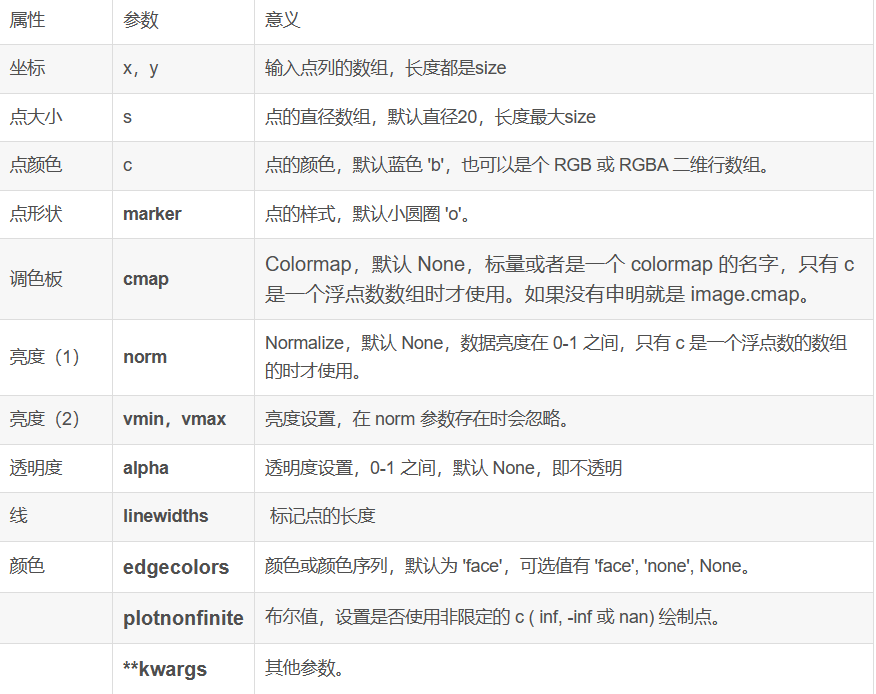 属性 参数 意义
坐标 x，y 输入点列的数组，长度都是size
点大小 s 点的直径数组，默认直径20，长度最大size
点颜色 c 点的颜色，默认蓝色 'b'，也可以是个 RGB 或 RGBA 二维行数组。
点形状 marker 点的样式，默认小圆圈 'o'。
调色板 cmap Colormap，默认 None，标量或者是一个 colormap 的名字，只有 c
是一个浮点数数组时才使用。如果没有申明就是 image.cmap。
亮度（1） norm Normalize，默认 None，数据亮度在 0-1 之间，只有 c 是一个浮点数的数组
的时才使用。
亮度（2） vmin，vmax 亮度设置，在 norm 参数存在时会忽略。
透明度 alpha 透明度设置，0-1 之间，默认 None，即不透明
线 linewidths 标记点的长度
颜色 edgecolors 颜色或颜色序列，默认为 'face'，可选值有 'face', 'none', None。
plotnonfinite 布尔值，设置是否使用非限定的 c ( inf, -inf 或 nan) 绘制点。
**kwargs 其他参数。